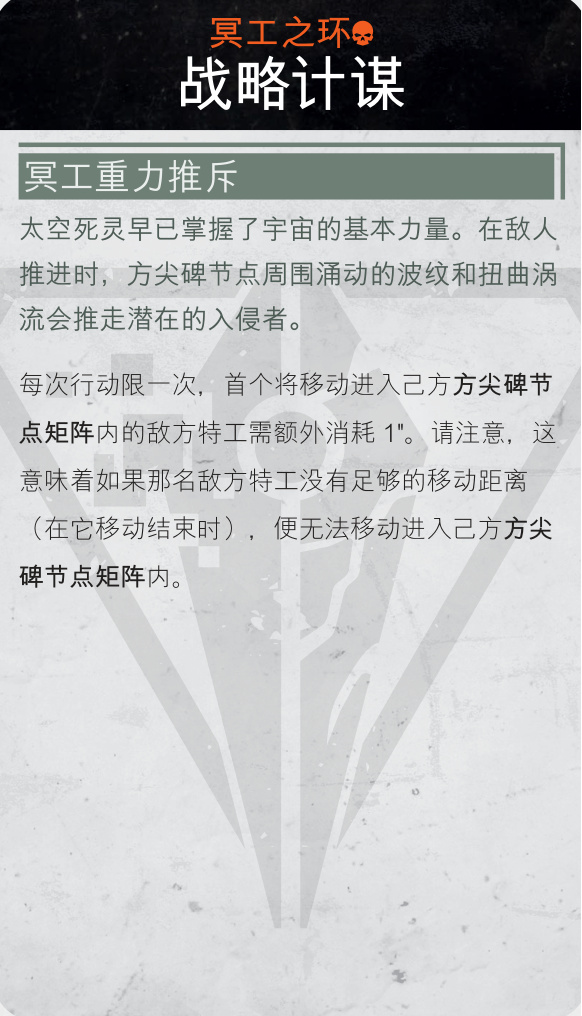 冥工之环
战略计谋
冥工重力推斥
太空死灵早已掌握了宇宙的基本力量。在敌人
推进时，方尖碑节点周围涌动的波纹和扭曲涡
流会推走潜在的入侵者。
每次行动限一次，首个将移动进入己方方尖碑节
点矩阵内的敌方特工需额外消耗 1"。请注意，这
意味着如果那名敌方特工没有足够的移动距离
（在它移动结束时），便无法移动进入己方方尖
碑节点矩阵内。